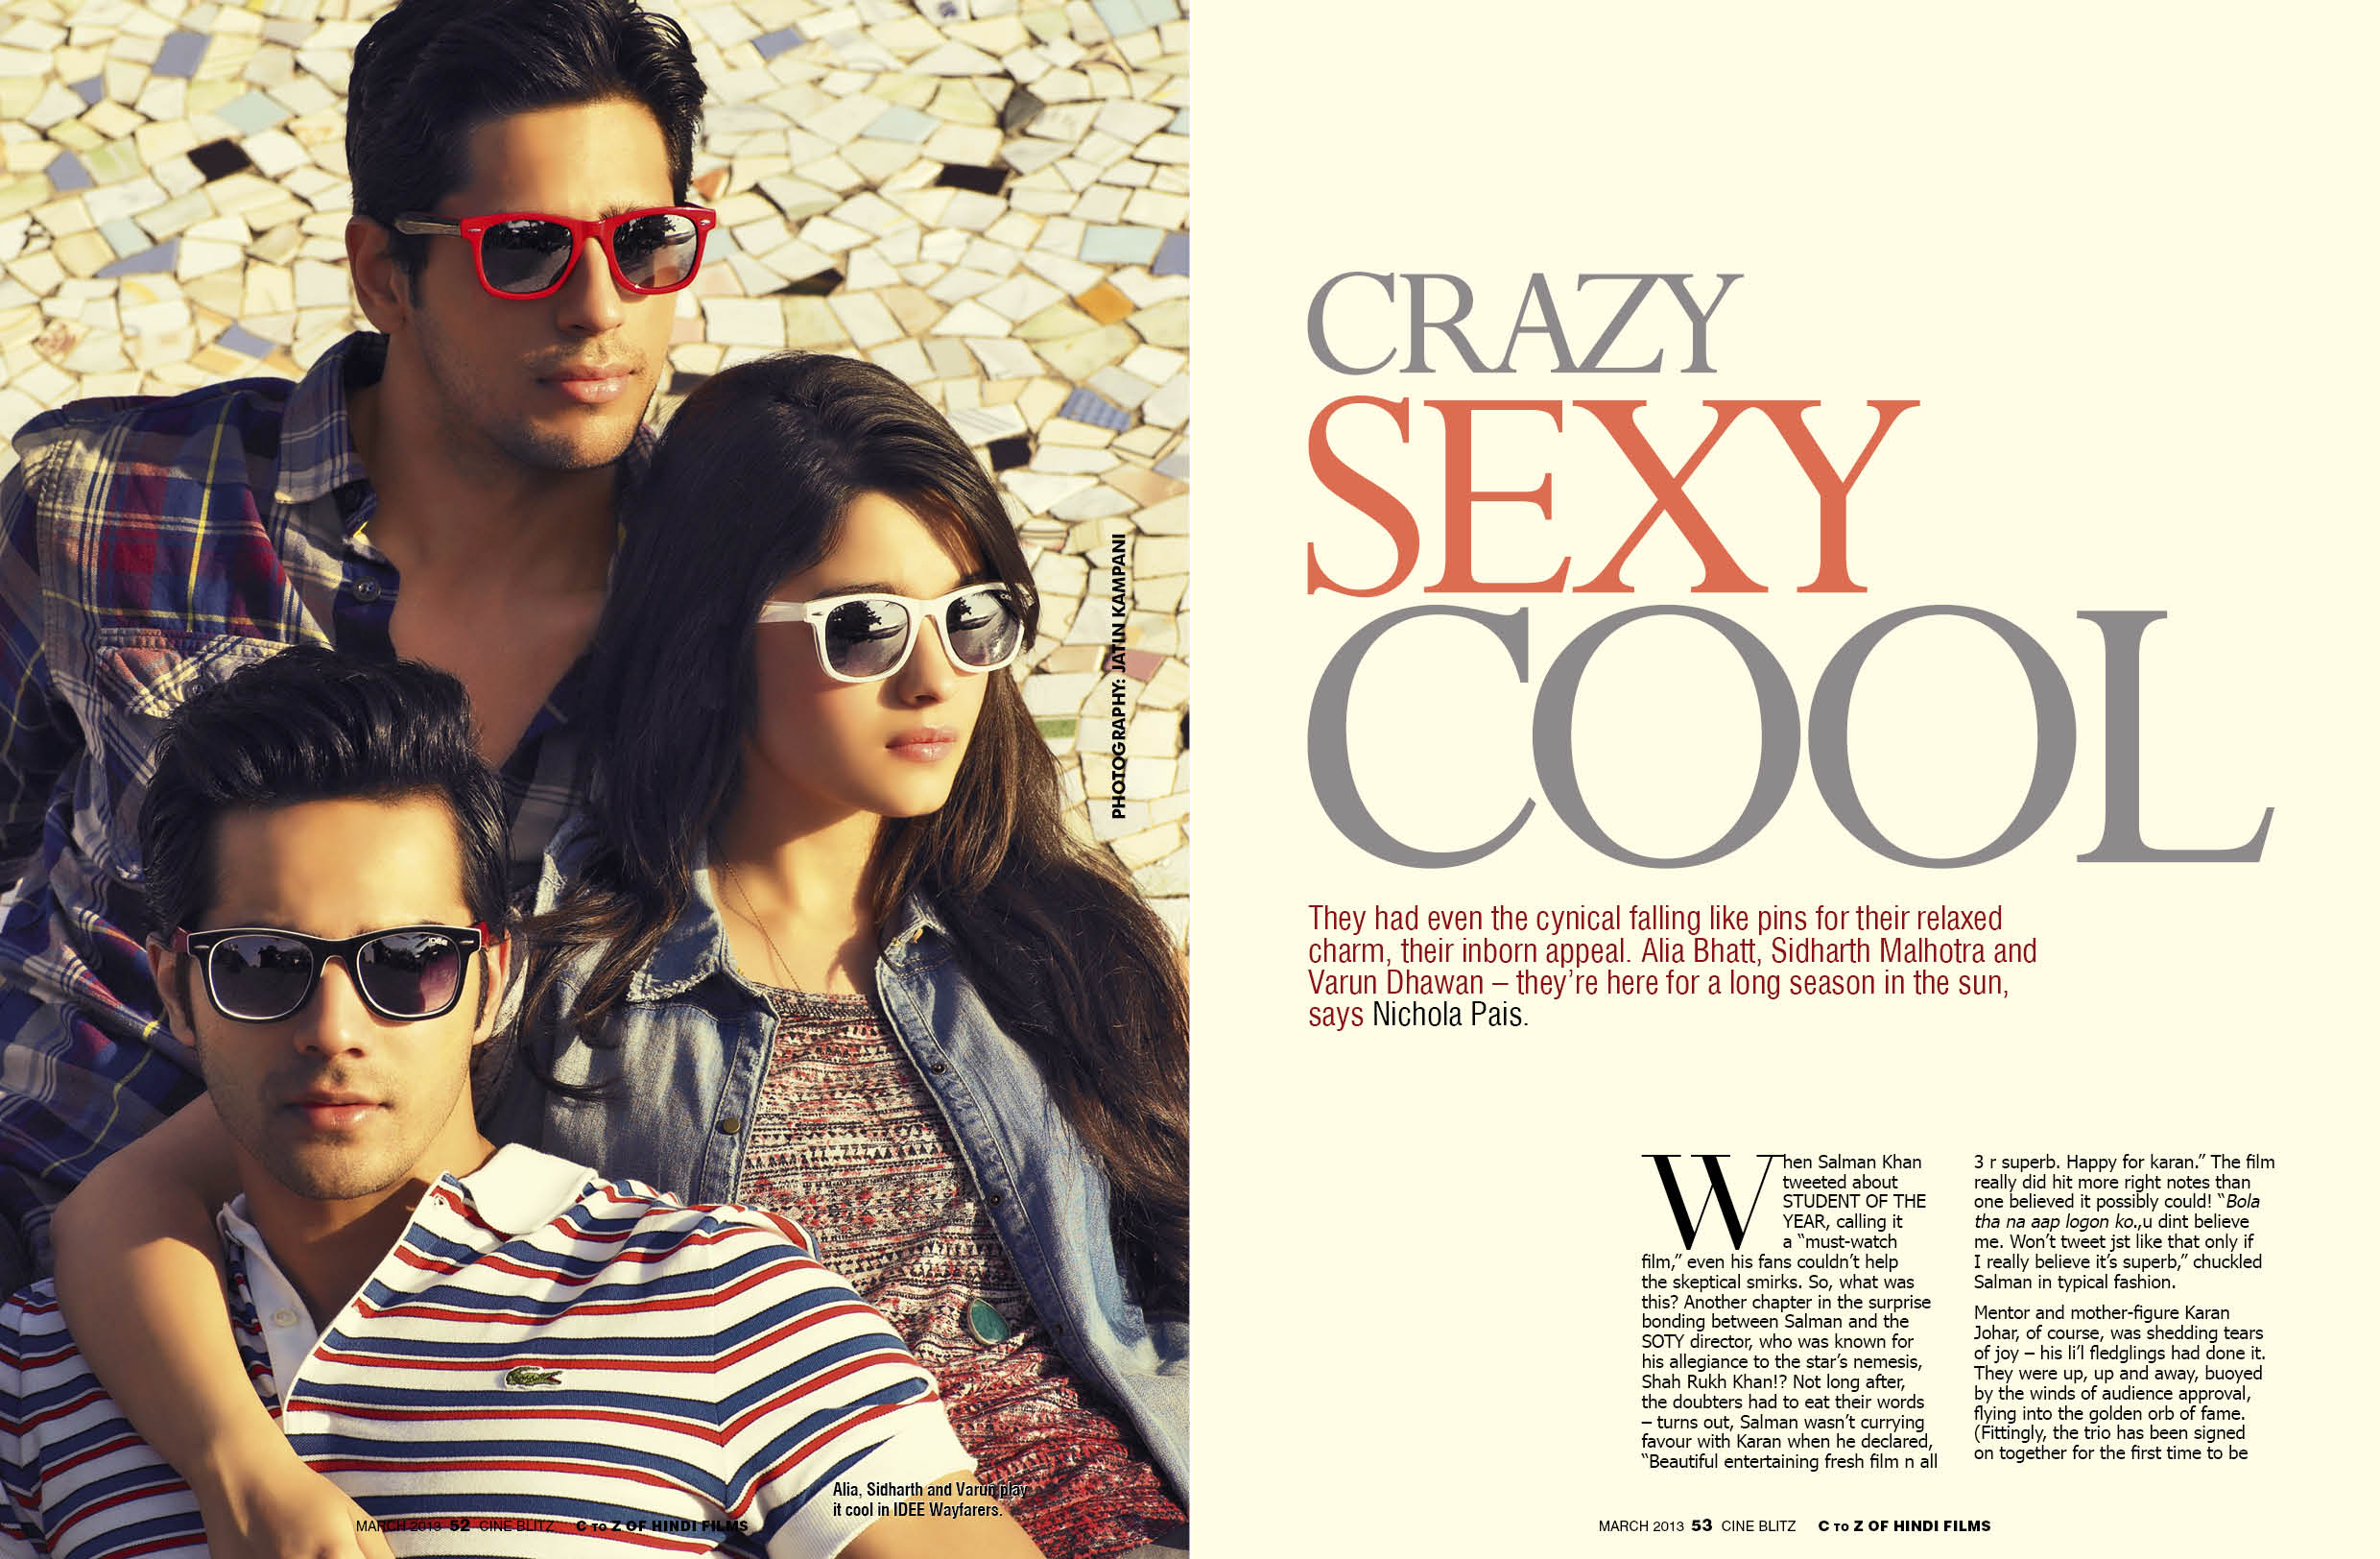 PHOTOGRAPHY: JATIN KAMPANI
IDEE
Alia, Sidharth and Varun play
it cool in IDEE Wayfarers.
MARCH 2013 52 CINE BLITZ C TO Z OF HINDI FILMS
CRAZY
SEXY
COOL
They had even the cynical falling like pins for their relaxed
charm, their inborn appeal. Alia Bhatt, Sidharth Malhotra and
Varun Dhawan – they're here for a long season in the sun,
says Nichola Pais.
When Salman Khan
tweeted about
STUDENT OF THE
YEAR, calling it
a "must-watch
film," even his fans couldn't help
the skeptical smirks. So, what was
this? Another chapter in the surprise
bonding between Salman and the
SOTY director, who was known for
his allegiance to the star's nemesis,
Shah Rukh Khan!? Not long after,
the doubters had to eat their words
– turns out, Salman wasn't currying
favour with Karan when he declared,
"Beautiful entertaining fresh film n all
3 r superb. Happy for karan." The film
really did hit more right notes than
one believed it possibly could! "Bola
tha na aap logon ko.,u dint believe
me. Won't tweet jst like that only if
I really believe it's superb," chuckled
Salman in typical fashion.
Mentor and mother-figure Karan
Johar, of course, was shedding tears
of joy – his li'l fledglings had done it.
They were up, up and away, buoyed
by the winds of audience approval,
flying into the golden orb of fame.
(Fittingly, the trio has been signed
on together for the first time to be
MARCH 2013 53 CINE BLITZ C TO Z OF HINDI FILMS